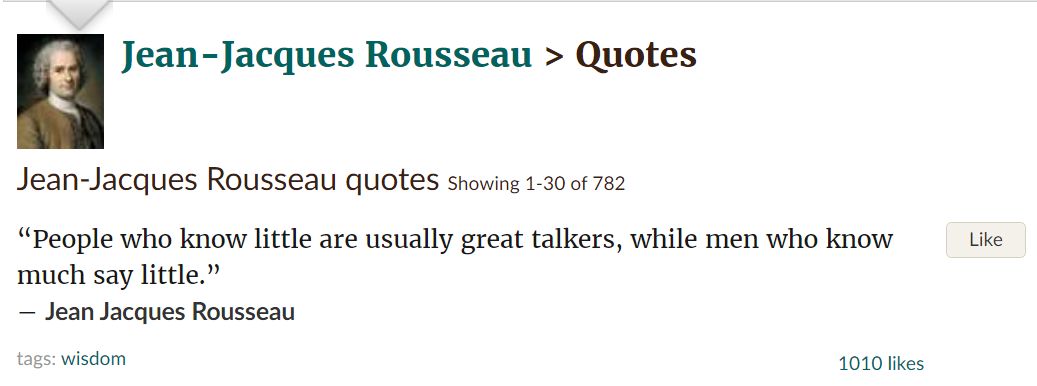 Jean-Jacques Rousseau > Quotes
Jean-Jacques Rousseau quotes Showing 1-30 of 782
“People who know little are usually great talkers, while men who know
much say little.”
― Jean Jacques Rousseau
Like
tags: wisdom
1010 likes